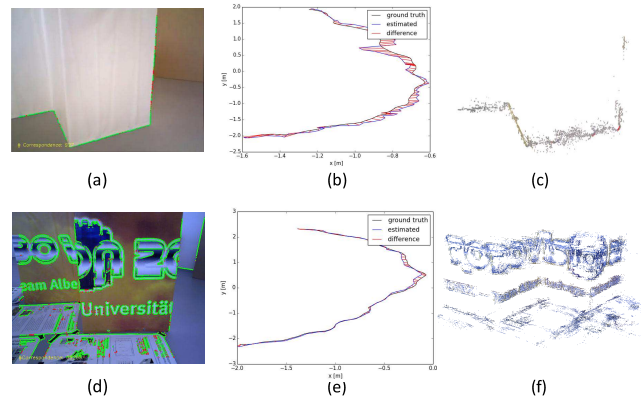 ground truth
estimated
difference
y [m]
2.0
1.5
1.0
0.5
0.0
-0.5
-1.0
-1.5
-2.0
-2.5
-1.6
-1.4
-1.2
-1.0
-0.8
-0.6
x [m]
# Correspondence
(a)
(b)
(c)
eam Albe
Universität
Correspondence
ground truth
estimated
difference
y [m]
3
2
1
0
-1
-2
-3
-2.0
-1.5
-1.0
-0.5
0.0
x [m]
(d)
(e)
(f)